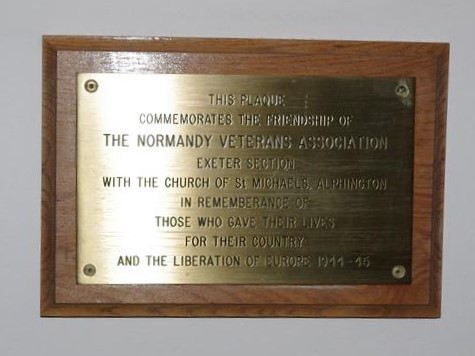 THIS PLAQUE
COMMEMORATES THE FRIENDSHIP OF
THE NORMANDY VETERANS ASSOCIATION
EXETER SECTION
WITH THE CHURCH OF St MICHAELS, ALPHINGTON
IN REMEMBERANCE OF
THOSE WHO GAVE THEIR LIVES
FOR THEIR COUNTRY
AND THE LIBERATION OF EUROPE 1944-45